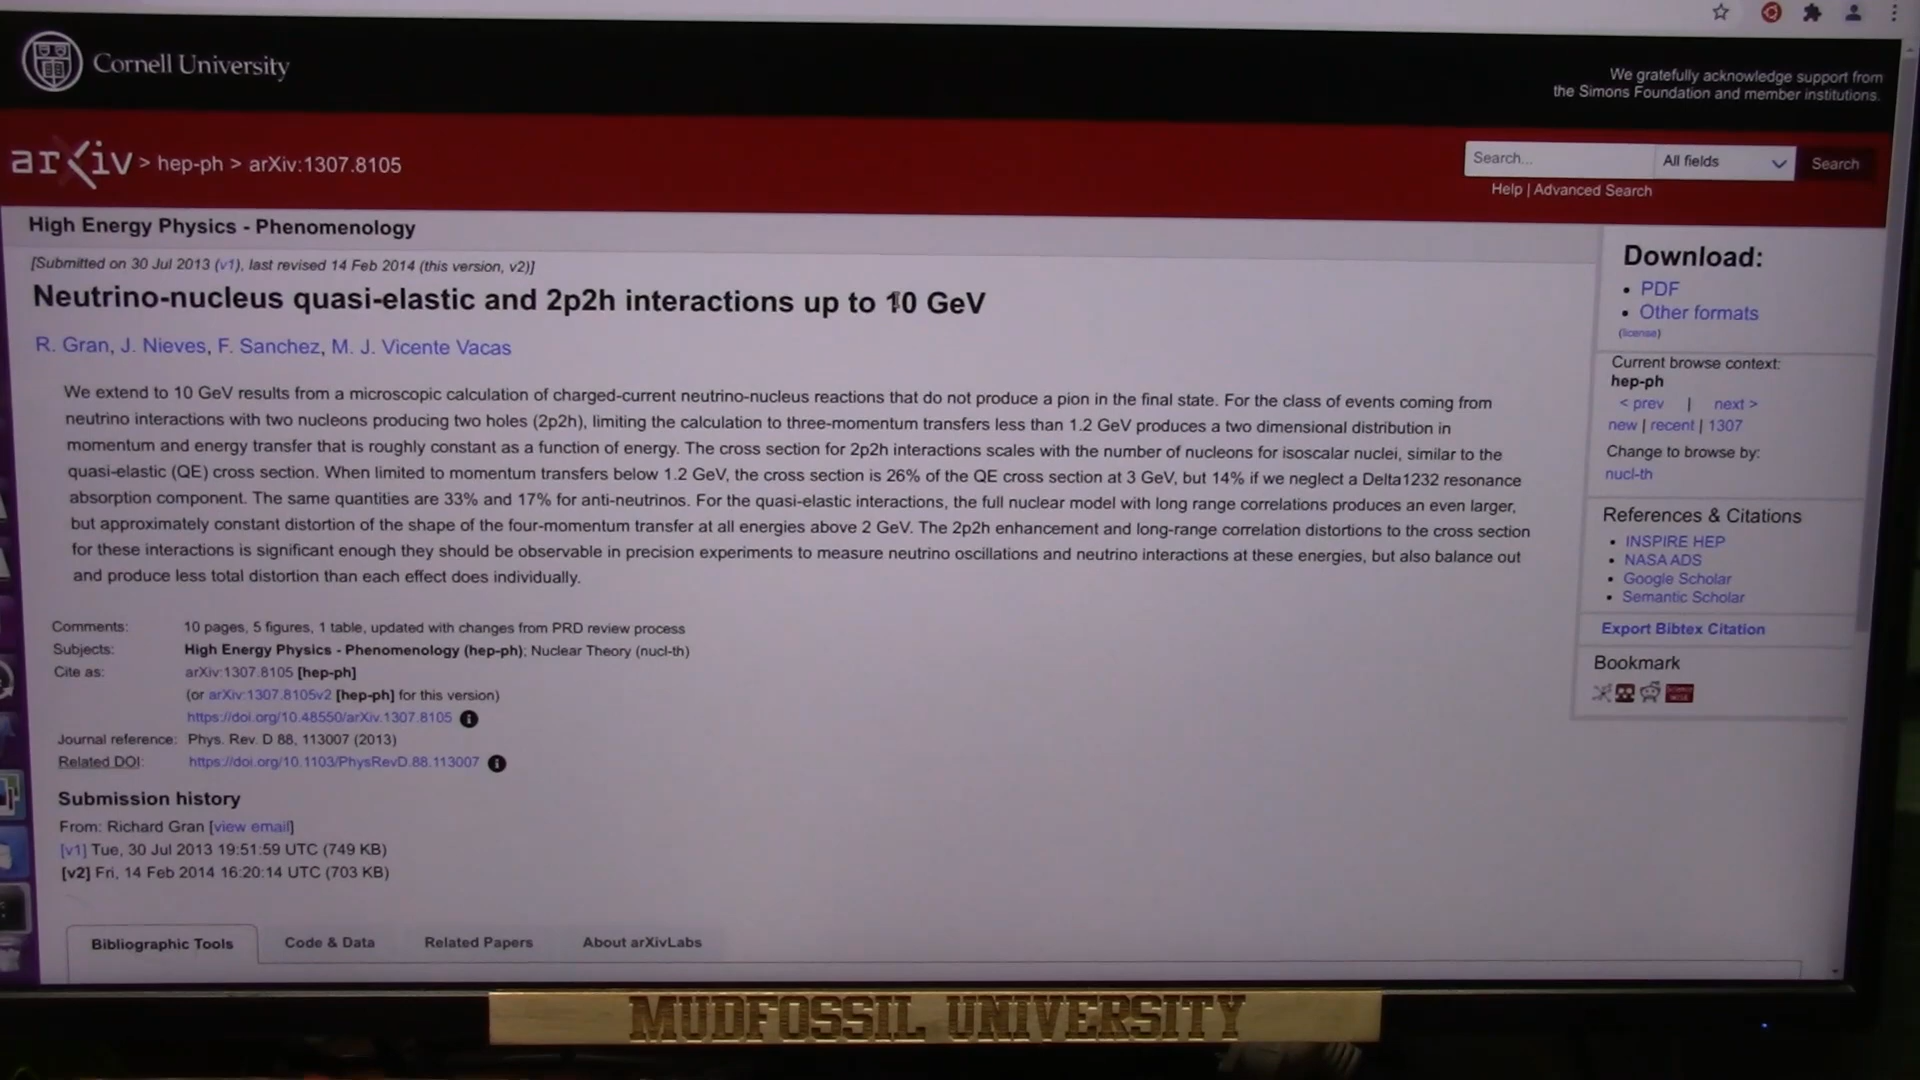 Cornell University
We gratefully acknowledge support from
the Simons Foundation and member institutions.
arXiv > hep-ph > arXiv:1307.8105
Search...
All fields
Search
Help | Advanced Search
High Energy Physics - Phenomenology
[Submitted on 30 Jul 2013 (v1), last revised 14 Feb 2014 (this version, v2)]
Neutrino-nucleus quasi-elastic and 2p2h interactions up to 10 GeV
R. Gran, J. Nieves, F. Sanchez, M. J. Vicente Vacas
We extend to 10 GeV results from a microscopic calculation of charged-current neutrino-nucleus reactions that do not produce a pion in the final state. For the class of events coming from
neutrino interactions with two nucleons producing two holes (2p2h), limiting the calculation to three-momentum transfers less than 1.2 GeV produces a two dimensional distribution in
momentum and energy transfer that is roughly constant as a function of energy. The cross section for 2p2h interactions scales with the number of nucleons for isoscalar nuclei, similar to the
quasi-elastic (QE) cross section. When limited to momentum transfers below 1.2 GeV, the cross section is 26% of the QE cross section at 3 GeV, but 14% if we neglect a Delta1232 resonance
absorption component. The same quantities are 33% and 17% for anti-neutrinos. For the quasi-elastic interactions, the full nuclear model with long range correlations produces an even larger,
but approximately constant distortion of the shape of the four-momentum transfer at all energies above 2 GeV. The 2p2h enhancement and long-range correlation distortions to the cross section
for these interactions is significant enough they should be observable in precision experiments to measure neutrino oscillations and neutrino interactions at these energies, but also balance out
and produce less total distortion than each effect does individually.
Comments: 10 pages, 5 figures, 1 table, updated with changes from PRD review process
Subjects: High Energy Physics - Phenomenology (hep-ph); Nuclear Theory (nucl-th)
Cite as: arXiv:1307.8105 [hep-ph]
(or arXiv:1307.8105v2 [hep-ph] for this version)
https://doi.org/10.48550/arXiv.1307.8105
Journal reference: Phys. Rev. D 88, 113007 (2013)
Related DOI: https://doi.org/10.1103/PhysRevD.88.113007
Submission history
From: Richard Gran [view email]
[v1] Tue, 30 Jul 2013 19:51:59 UTC (749 KB)
[v2] Fri, 14 Feb 2014 16:20:14 UTC (703 KB)
Bibliographic Tools
Code & Data
Related Papers
About arXivLabs
Download:
PDF
Other formats
(license)
Current browse context:
hep-ph
< prev | next >
new | recent | 1307
Change to browse by:
nucl-th
References & Citations
INSPIRE HEP
NASA ADS
Google Scholar
Semantic Scholar
Export Bibtex Citation
Bookmark
MUDFOSSIL UNIVERSITY